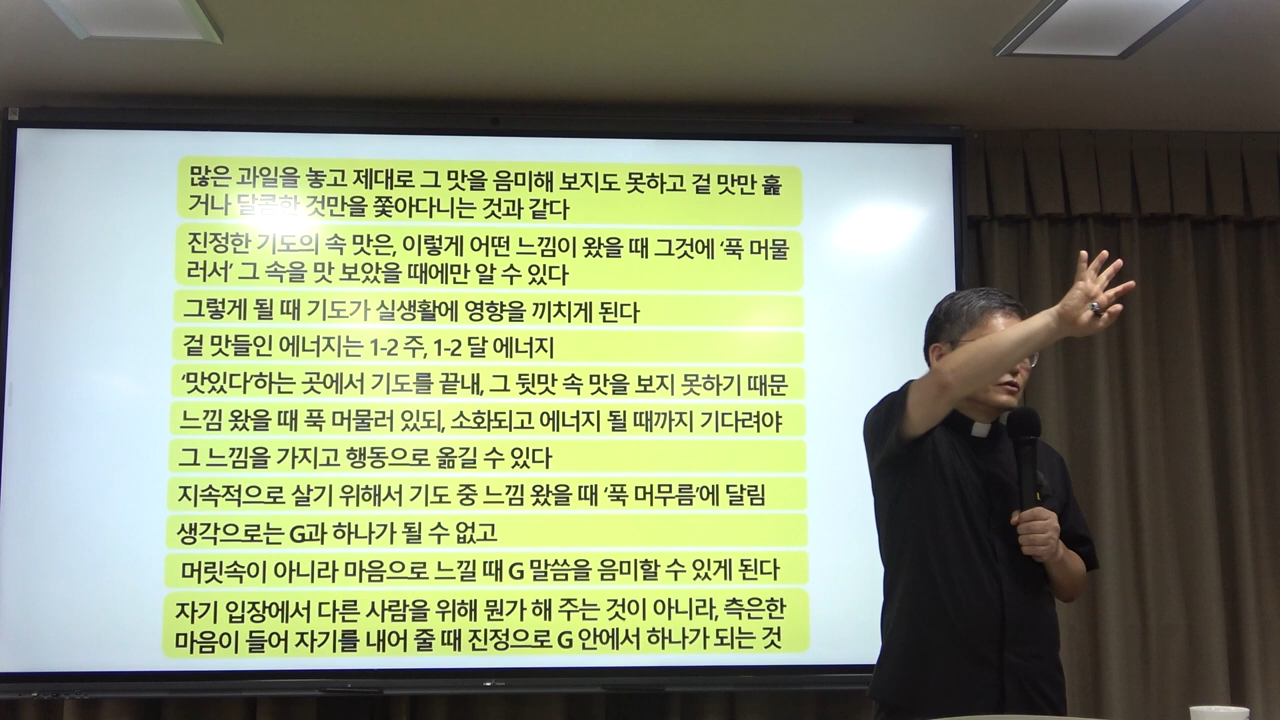 많은 과일을 놓고 제대로 그 맛을 음미해 보지도 못하고 겉 맛만 훑
거나 달콤한 것만을 쫓아다니는 것과 같다
진정한 기도의 속 맛은, 이렇게 어떤 느낌이 왔을 때 그것에 ‘푹 머물
러서’ 그 속을 맛 보았을 때에만 알 수 있다
그렇게 될 때 기도가 실생활에 영향을 끼치게 된다
겉 맛들인 에너지는 1-2 주, 1-2 달 에너지
‘맛있다’하는 곳에서 기도를 끝내, 그 뒷맛 속 맛을 보지 못하기 때문
느낌 왔을 때 푹 머물러 있되, 소화되고 에너지 될 때까지 기다려야
그 느낌을 가지고 행동으로 옮길 수 있다
지속적으로 살기 위해서 기도 중 느낌 왔을 때 ‘푹 머무름’에 달림
생각으로는 G과 하나가 될 수 없고
머릿속이 아니라 마음으로 느낄 때 G 말씀을 음미할 수 있게 된다
자기 입장에서 다른 사람을 위해 뭔가 해 주는 것이 아니라, 측은한
마음이 들어 자기를 내어 줄 때 진정으로 G 안에서 하나가 되는 것